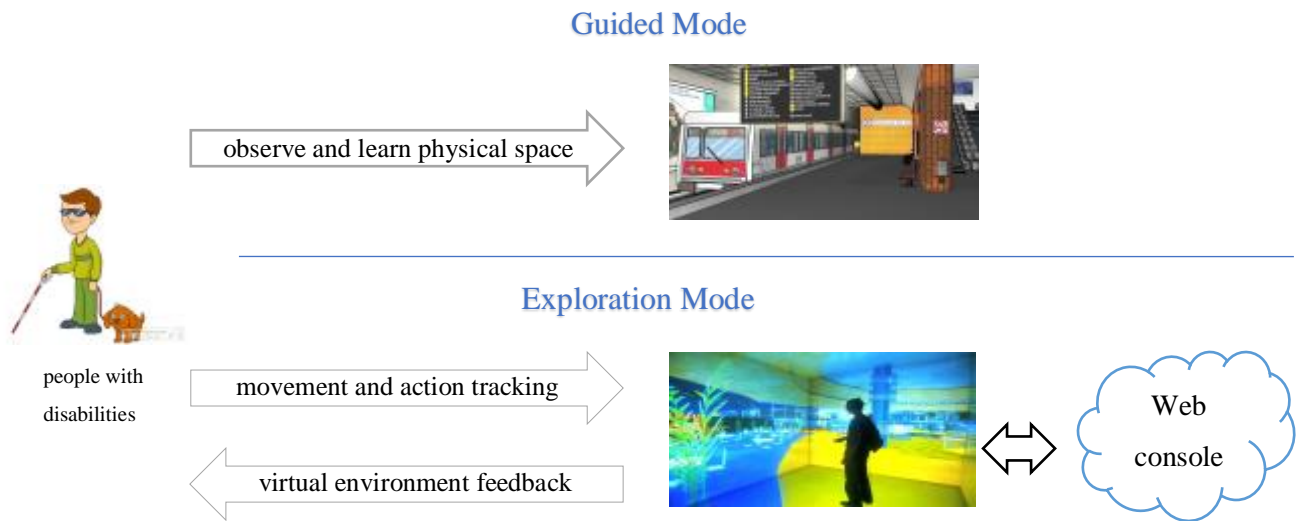 Guided Mode
observe and learn physical space
Exploration Mode
people with
disabilities
movement and action tracking
virtual environment feedback
Web
console